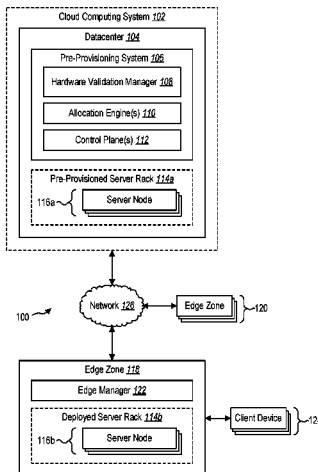 Cloud Computing System 102
Datacenter 104
Pre-Provisioning System 106
Hardware Validation Manager 108
Allocation Engine(s) 110
Control Plane(s) 112
Pre-Provisioned Server Rack 114a
116a
Server Node
100
Network 126
Edge Zone
120
Edge Zone 118
Edge Manager 122
Deployed Server Rack 114b
116b
Server Node
Client Device